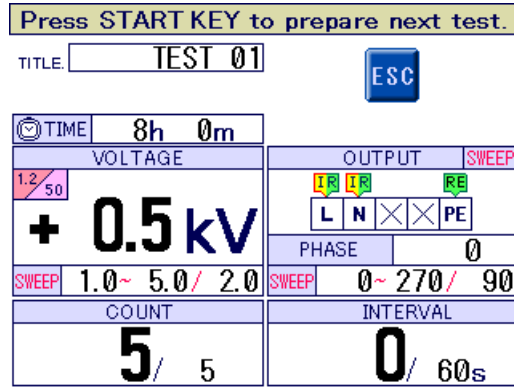 Press START KEY to prepare next test.
TITLE. TEST 01
ESC
TIME 8h 0m
VOLTAGE
OUTPUT SWEEP
1.2/50
IR IR RE
L N PE
+ 0.5 kV
PHASE 0
SWEEP 1.0~ 5.0/ 2.0
SWEEP 0~ 270/ 90
COUNT
INTERVAL
5/ 5
0/ 60s